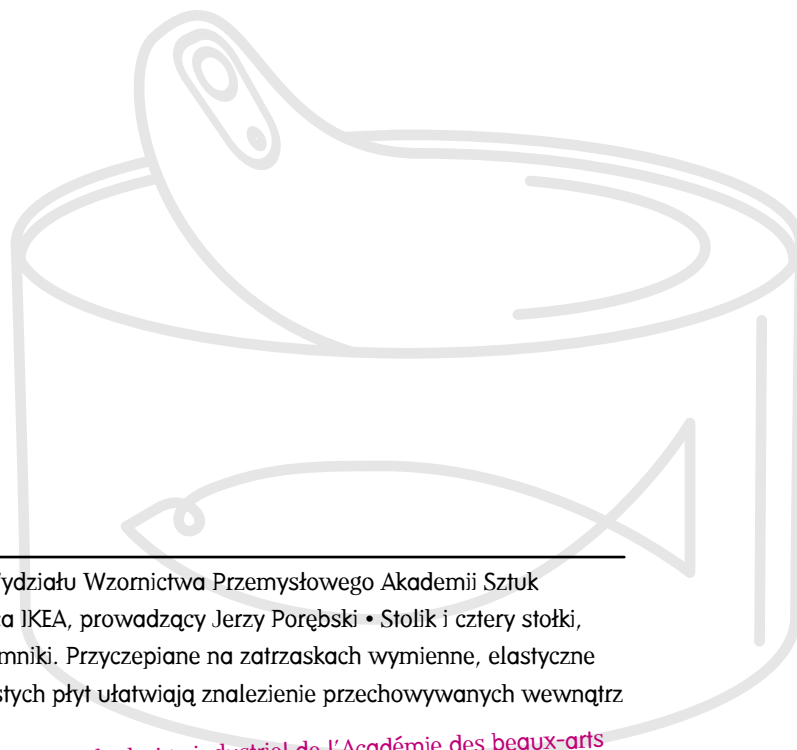 ydziału Wzornictwa Przemysłowego Akademii Sztuk
a IKEA, prowadzący Jerzy Porębski • Stolik i cztery stołki,
mniki. Przyczepiane na zatrzaskach wymienne, elastyczne
stych płyt ułatwiają znalezienie przechowywanych wewnątrz
de l'Académie des beaux-arts